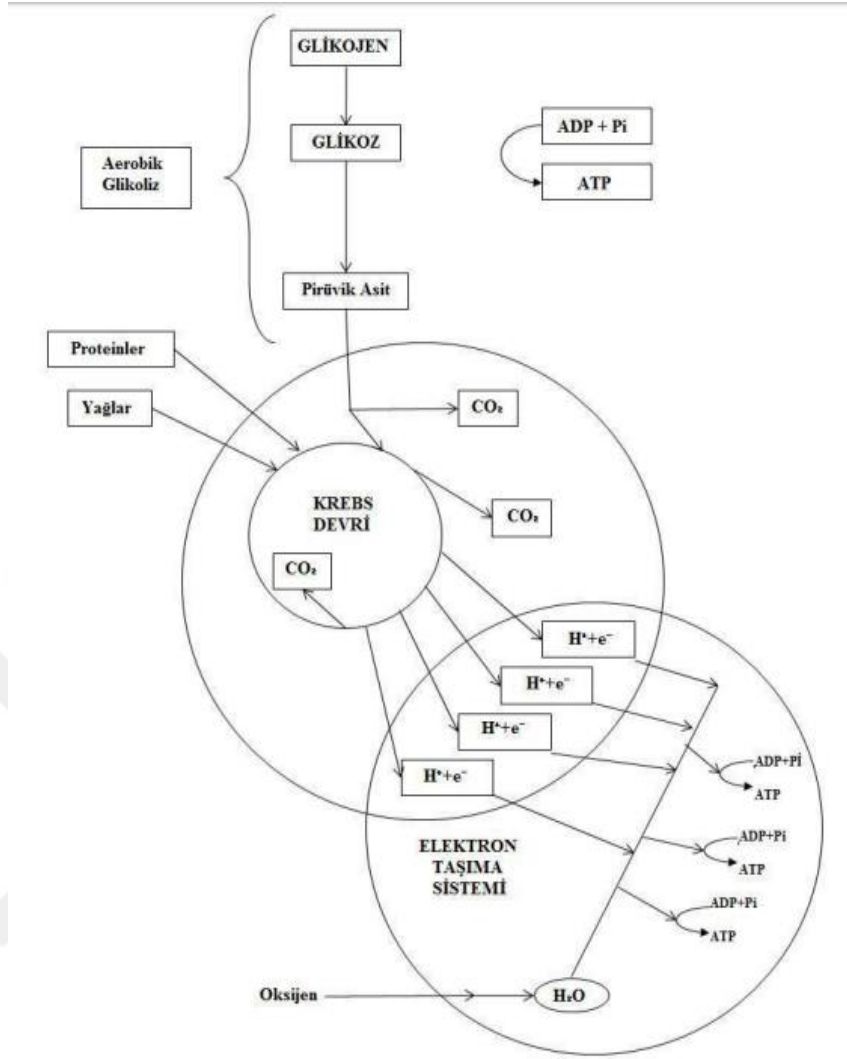 GLİKOJEN
GLİKOZ
Aerobik
Glikoliz
ADP + Pi
ATP
Pirüvik Asit
Proteinler
Yağlar
CO₂
KREBS
DEVRİ
CO₂
CO₂
H⁺+e⁻
H⁺+e⁻
H⁺+e⁻
H⁺+e⁻
ADP+Pİ
ATP
ADP+Pi
ATP
ADP+Pi
ATP
ELEKTRON
TAŞIMA
SİSTEMİ
Oksijen
H₂O